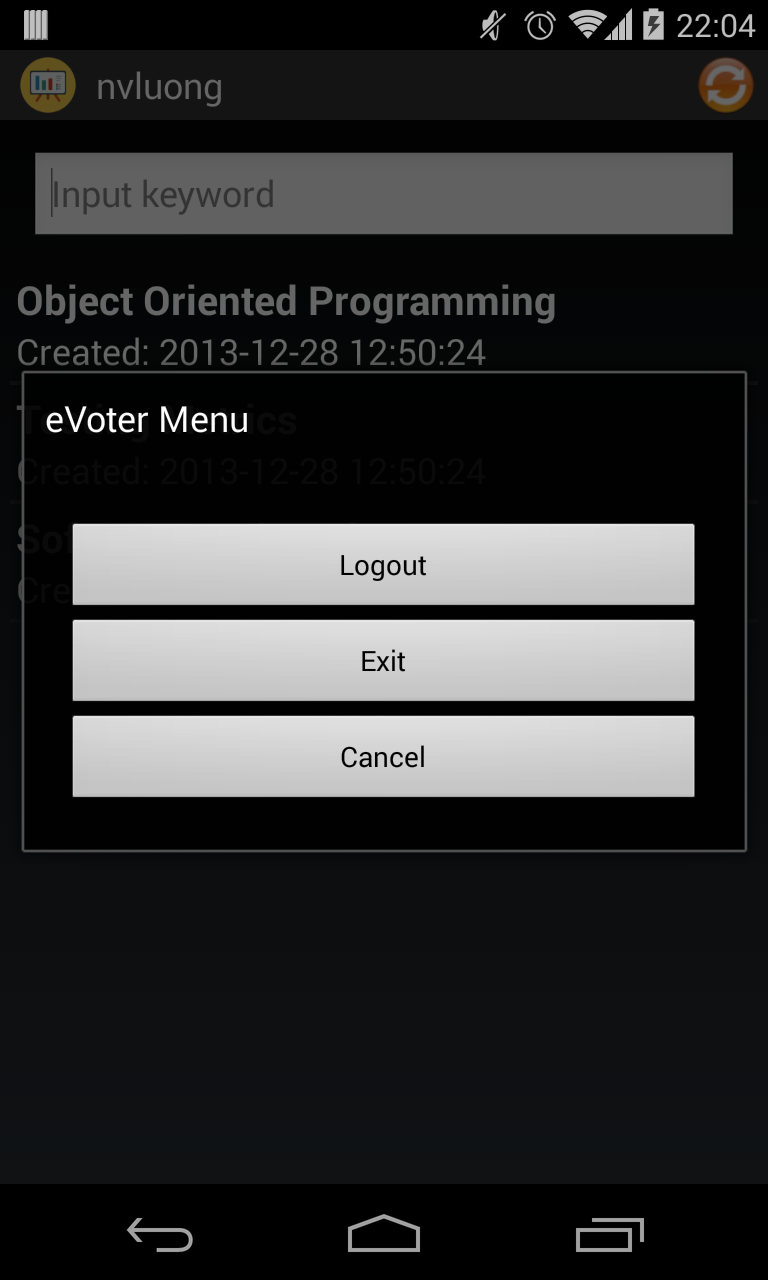 22:04
nvluong
Input keyword
Object Oriented Programming
Created: 2013-12-28 12:50:24
eVoter Menu
Created: 2013-12-28 12:50:24
Logout
Exit
Cancel